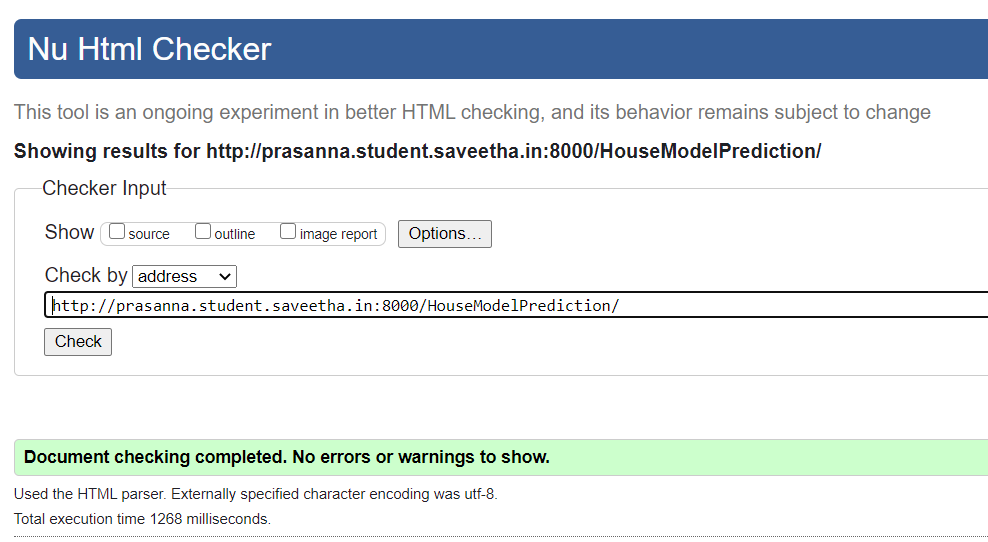 Nu Html Checker
This tool is an ongoing experiment in better HTML checking, and its behavior remains subject to change
Showing results for http://prasanna.student.saveetha.in:8000/HouseModelPrediction/
Checker Input
Show source outline image report Options...
Check by address
http://prasanna.student.saveetha.in:8000/HouseModelPrediction/
Check
Document checking completed. No errors or warnings to show.
Used the HTML parser. Externally specified character encoding was utf-8.
Total execution time 1268 milliseconds.